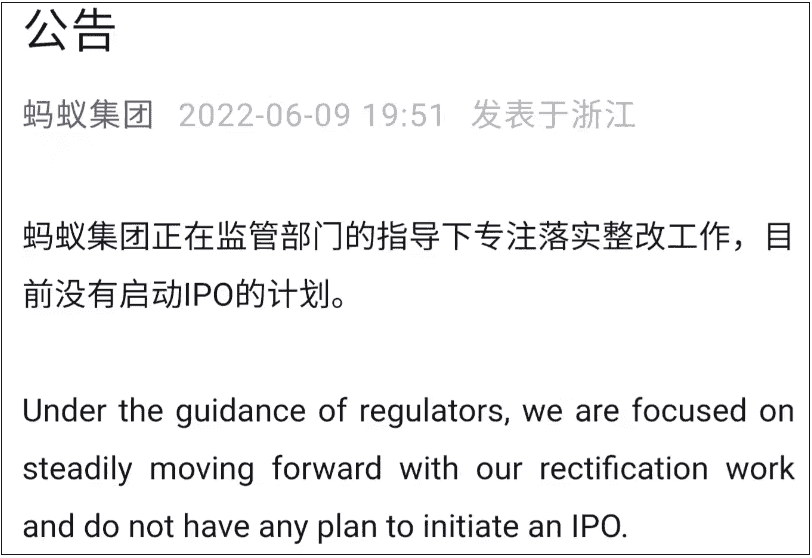 公告
蚂蚁集团 2022-06-09 19:51 发表于浙江
蚂蚁集团正在监管部门的指导下专注落实整改工作，目
前没有启动IPO的计划。
Under the guidance of regulators, we are focused on
steadily moving forward with our rectification work
and do not have any plan to initiate an IPO.